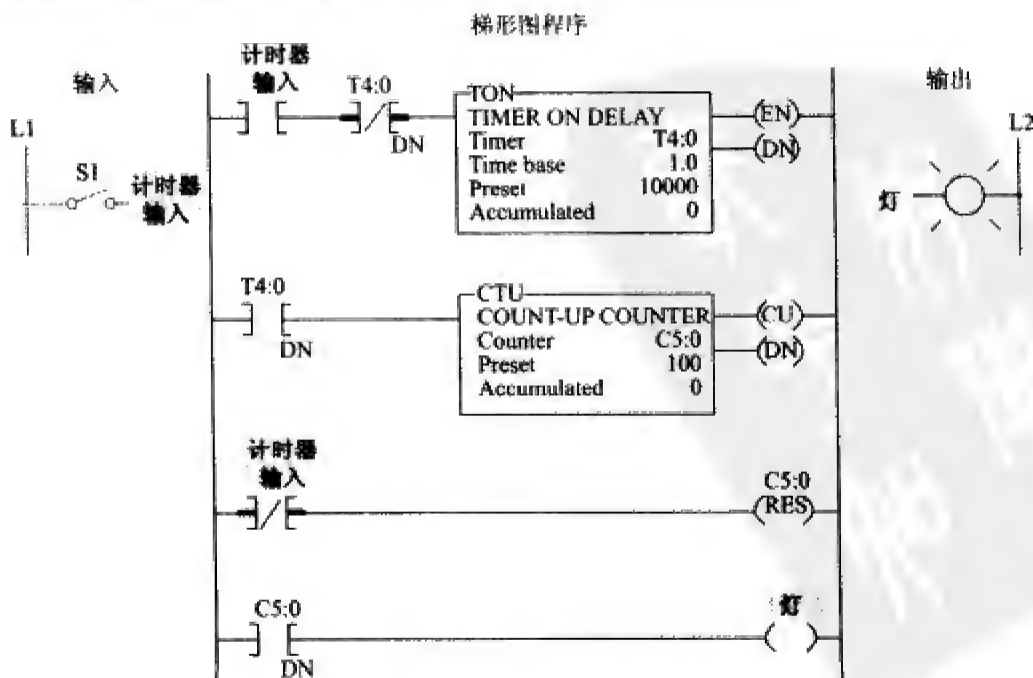 梯形图程序
输入
L1
S1
计时器
输入
计时器
输入
T4:0
DN
TON
TIMER ON DELAY
Timer T4:0
Time base 1.0
Preset 10000
Accumulated 0
(EN)
(DN)
输出
L2
灯
T4:0
DN
CTU
COUNT-UP COUNTER
Counter C5:0
Preset 100
Accumulated 0
(CU)
(DN)
计时器
输入
C5:0
(RES)
C5:0
DN
灯